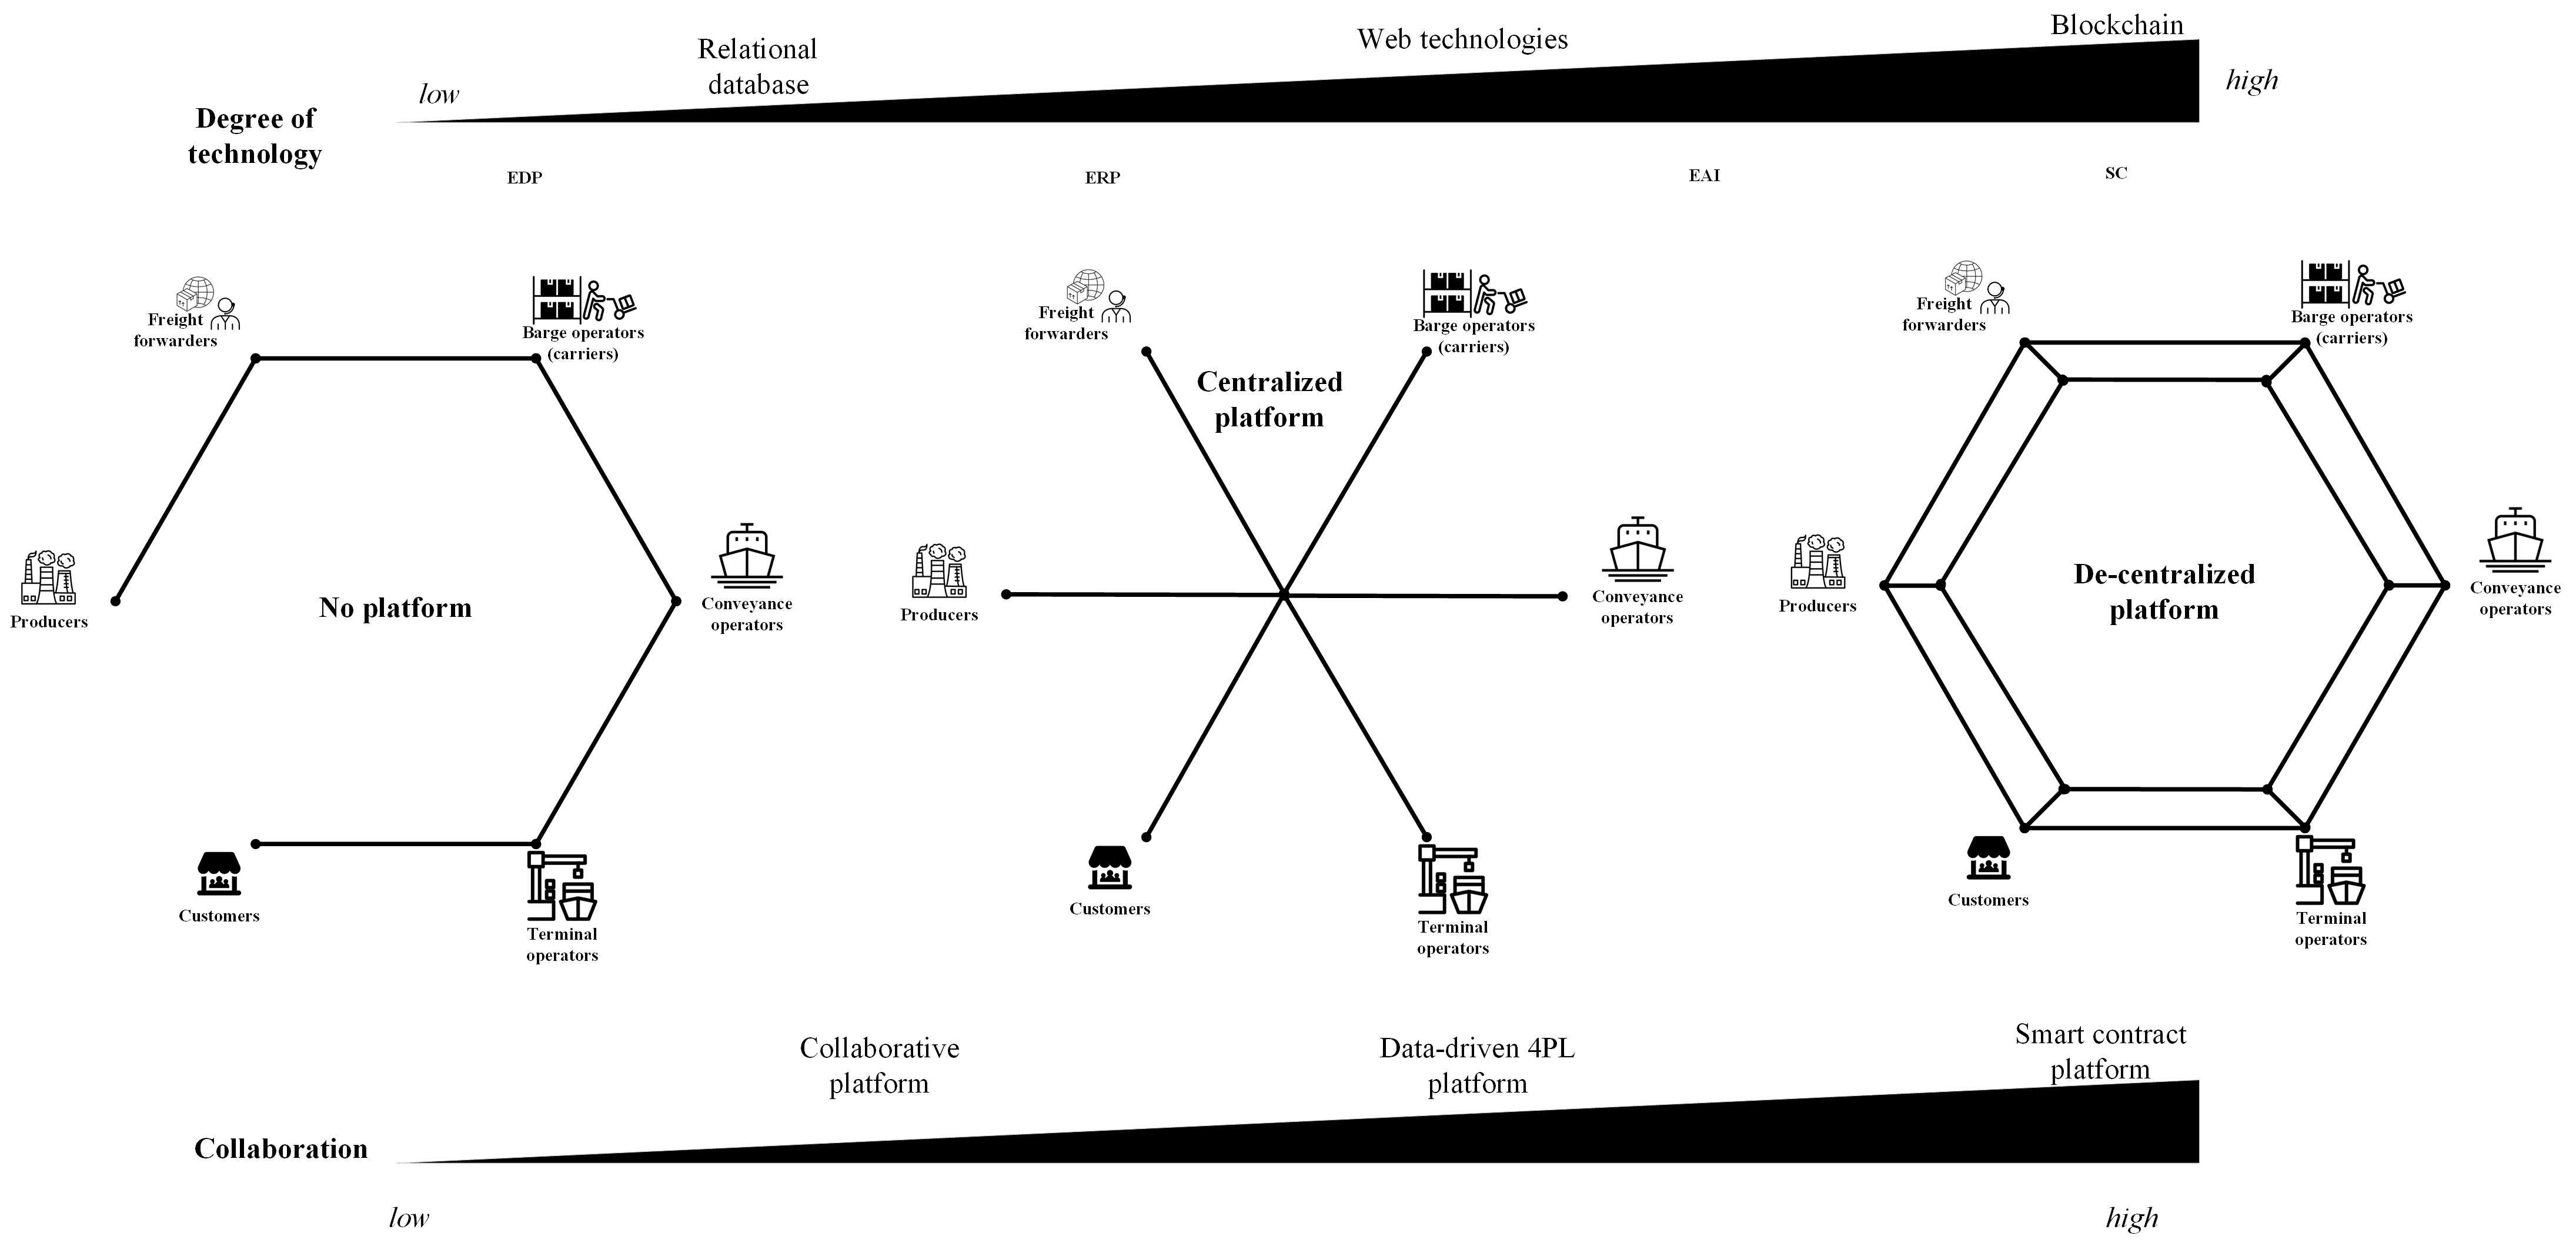 Blockchain
Web technologies
Relational
database
low
high
Degree of
technology
EDP
ERP
EAI
SC
Freight
forwarders
Barge operators
(carriers)
Producers
No platform
Conveyance
operators
Customers
Terminal
operators
Freight
forwarders
Barge operators
(carriers)
Centralized
platform
Producers
Conveyance
operators
Customers
Terminal
operators
Freight
forwarders
Barge operators
(carriers)
Producers
De-centralized
platform
Conveyance
operators
Customers
Terminal
operators
Collaborative
platform
Data-driven 4PL
platform
Smart contract
platform
Collaboration
low
high